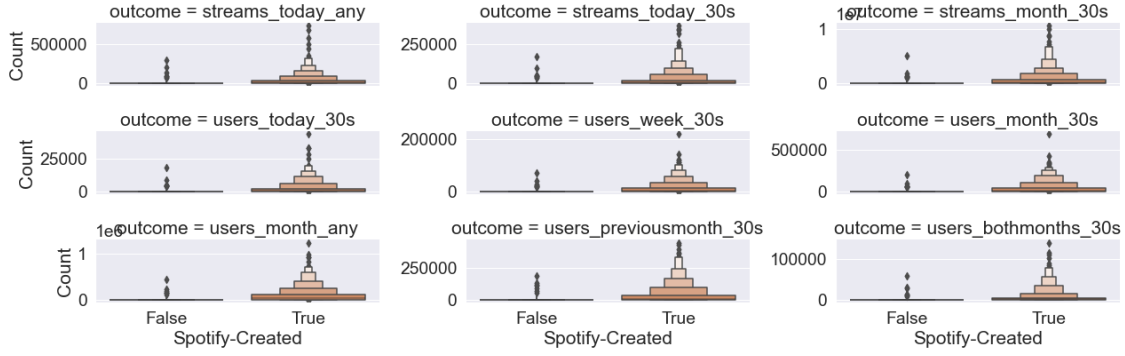 outcome = streams_today_any
outcome = streams_today_30s
outcome = streams_month_30s
1e7
500000
0
Count
250000
0
1
0
outcome = users_today_30s
outcome = users_week_30s
outcome = users_month_30s
25000
0
Count
200000
0
500000
0
outcome = users_month_any
outcome = users_previousmonth_30s
outcome = users_bothmonths_30s
1e6
1
0
Count
250000
0
100000
0
False True
Spotify-Created
False True
Spotify-Created
False True
Spotify-Created